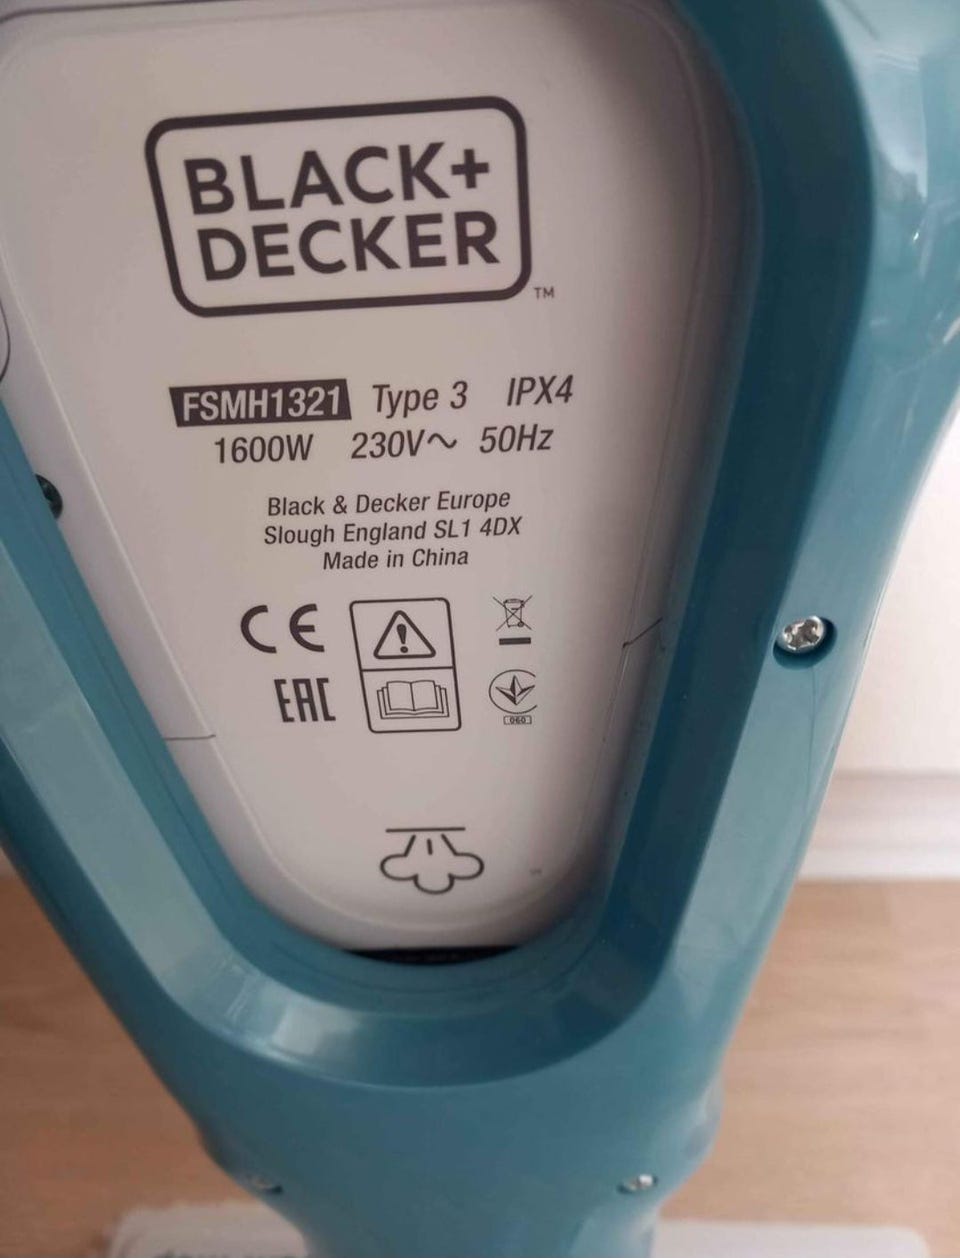 BLACK+
DECKER
TM
FSMH1321 Type 3 IPX4
1600W 230V~ 50Hz
Black & Decker Europe
Slough England SL1 4DX
Made in China
CE
EAC
060